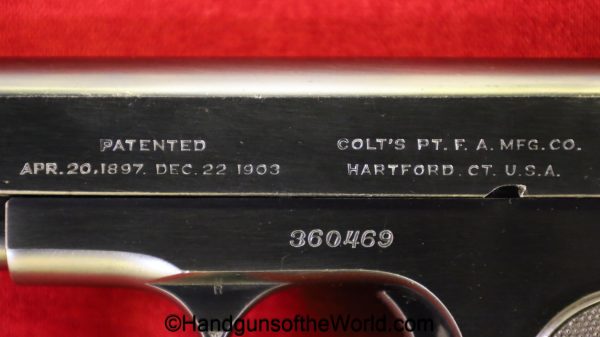 PATENTED
APR. 20, 1897. DEC. 22 1903
COLT'S PT. F. A. MFG. CO.
HARTFORD. CT. U.S.A.
360469
R
©HandgunsoftheWorld.com